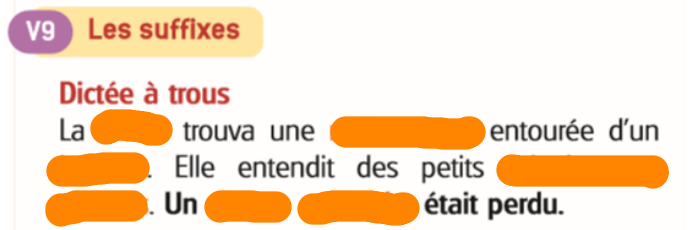 V9 Les suffixes
Dictée à trous
La trouva une entourée d'un
. Elle entendit des petits
. Un était perdu.